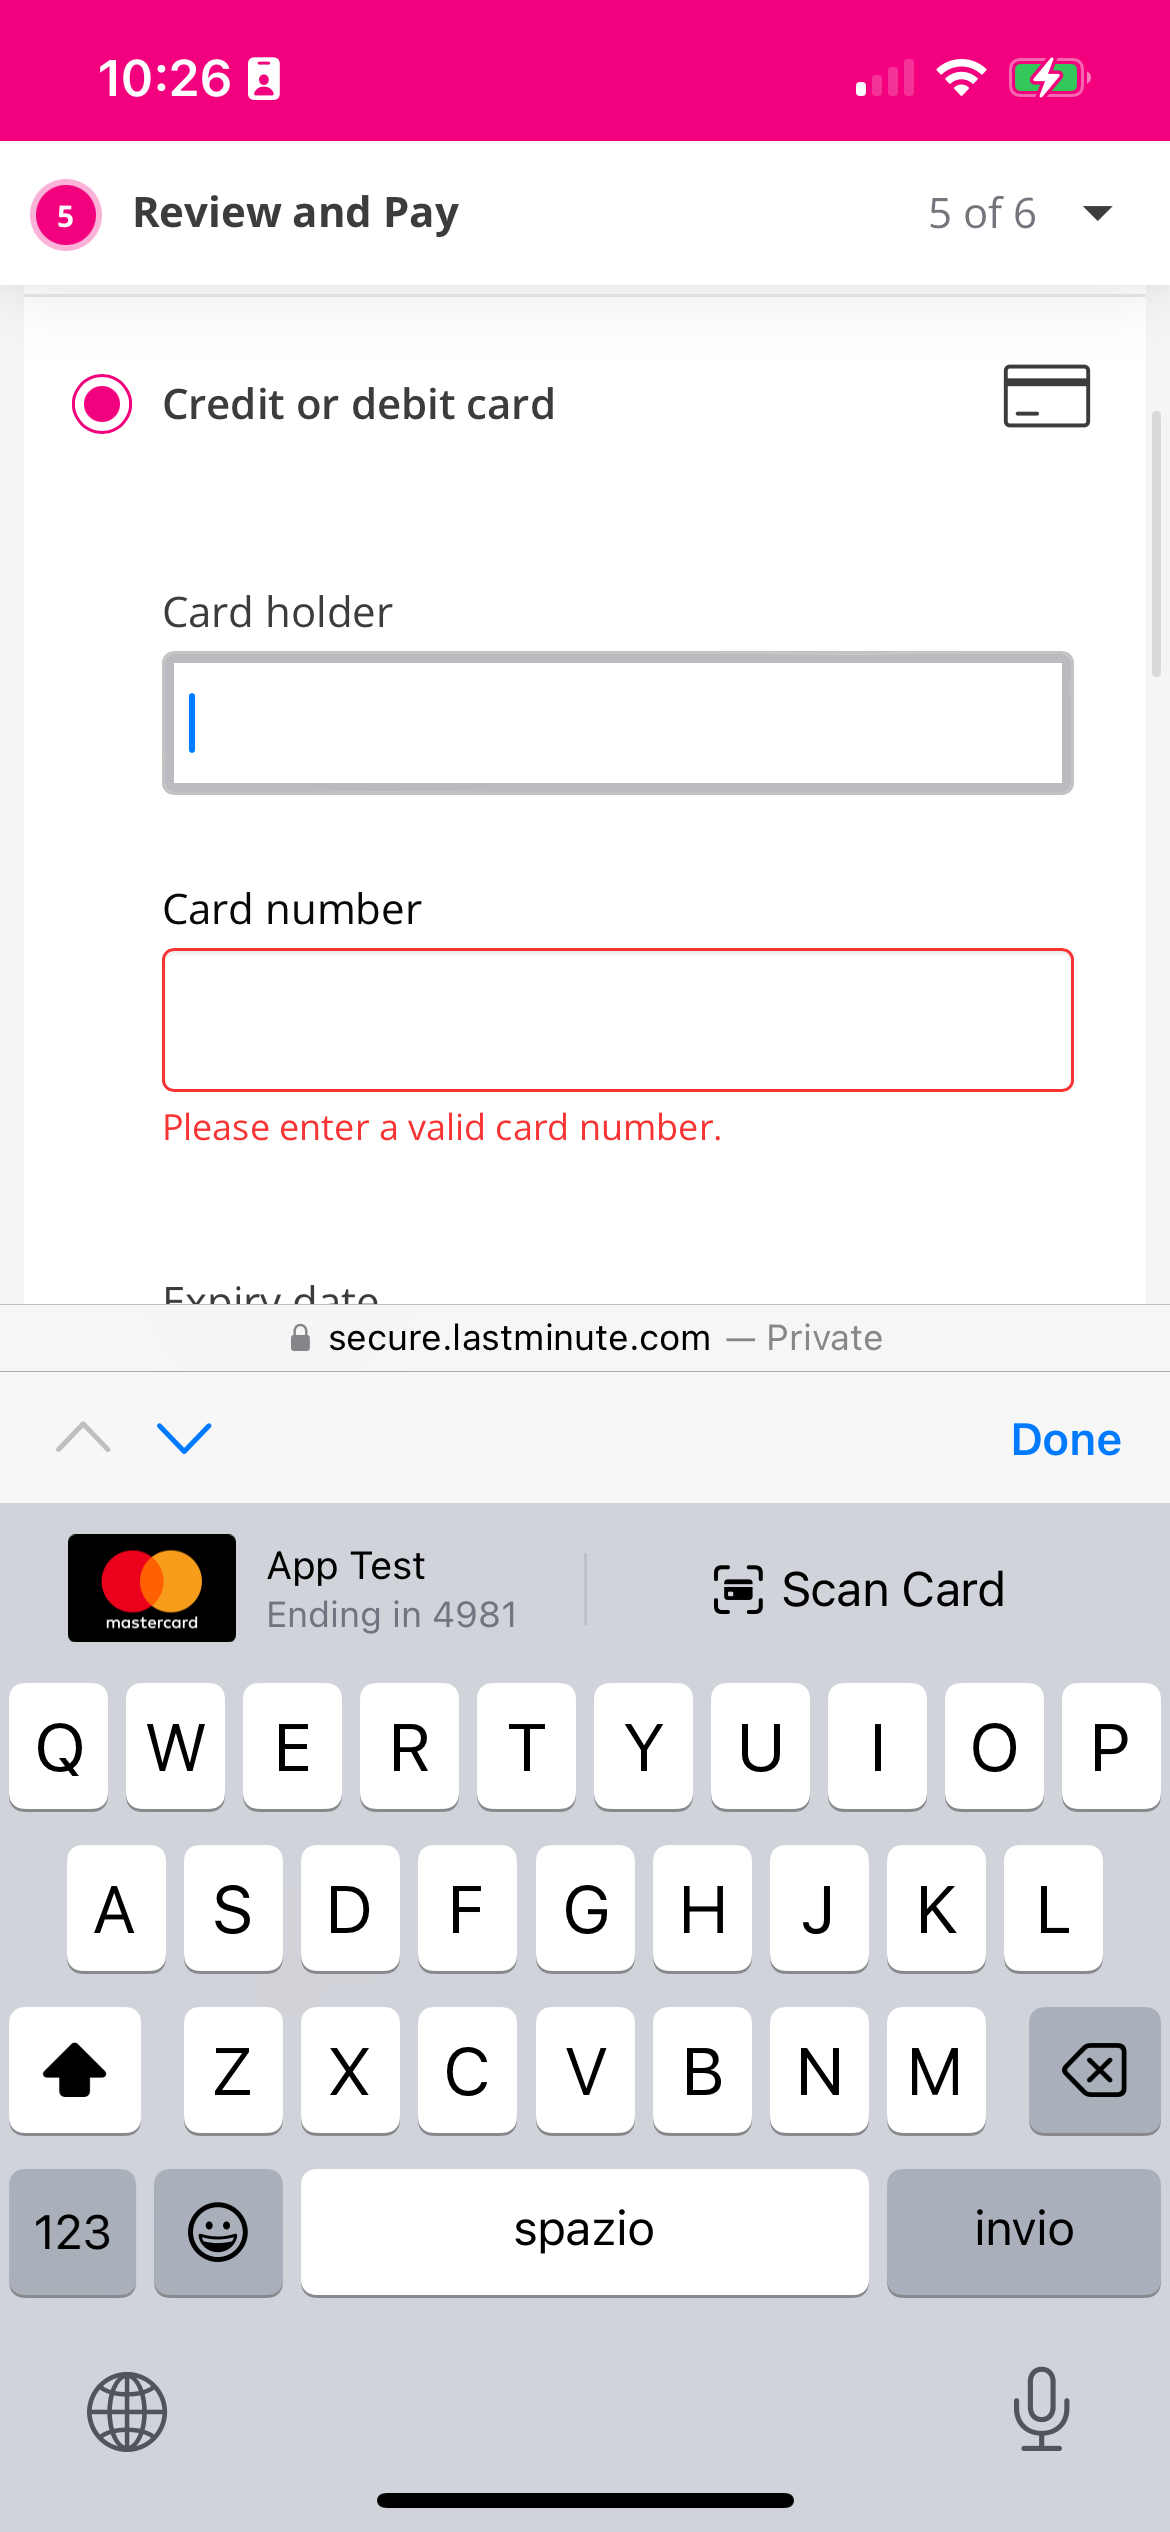 10:26
5 Review and Pay 5 of 6
Credit or debit card
Card holder
Card number
Please enter a valid card number.
Expiry date
secure.lastminute.com — Private
Done
mastercard
App Test
Ending in 4981
Scan Card
Q W E R T Y U I O P
A S D F G H J K L
Z X C V B N M
123 spazio invio